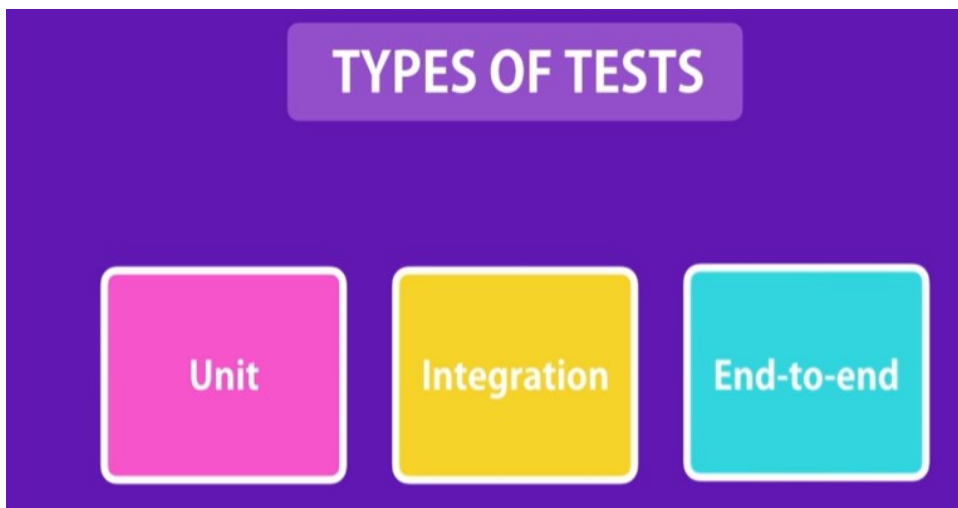 TYPES OF TESTS
Unit
Integration
End-to-end